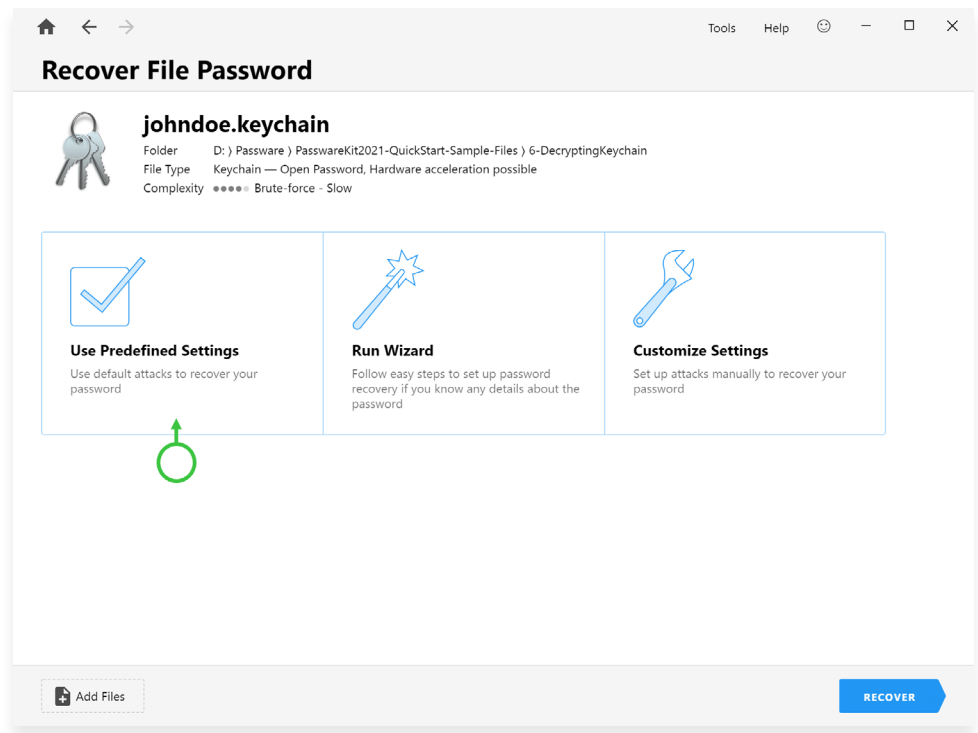 Tools Help
Recover File Password
johndoe.keychain
Folder D: ⟩ Passware ⟩ PasswareKit2021-QuickStart-Sample-Files ⟩ 6-DecryptingKeychain
File Type Keychain — Open Password, Hardware acceleration possible
Complexity Brute-force - Slow
Use Predefined Settings
Use default attacks to recover your
password
Run Wizard
Follow easy steps to set up password
recovery if you know any details about the
password
Customize Settings
Set up attacks manually to recover your
password
Add Files
RECOVER